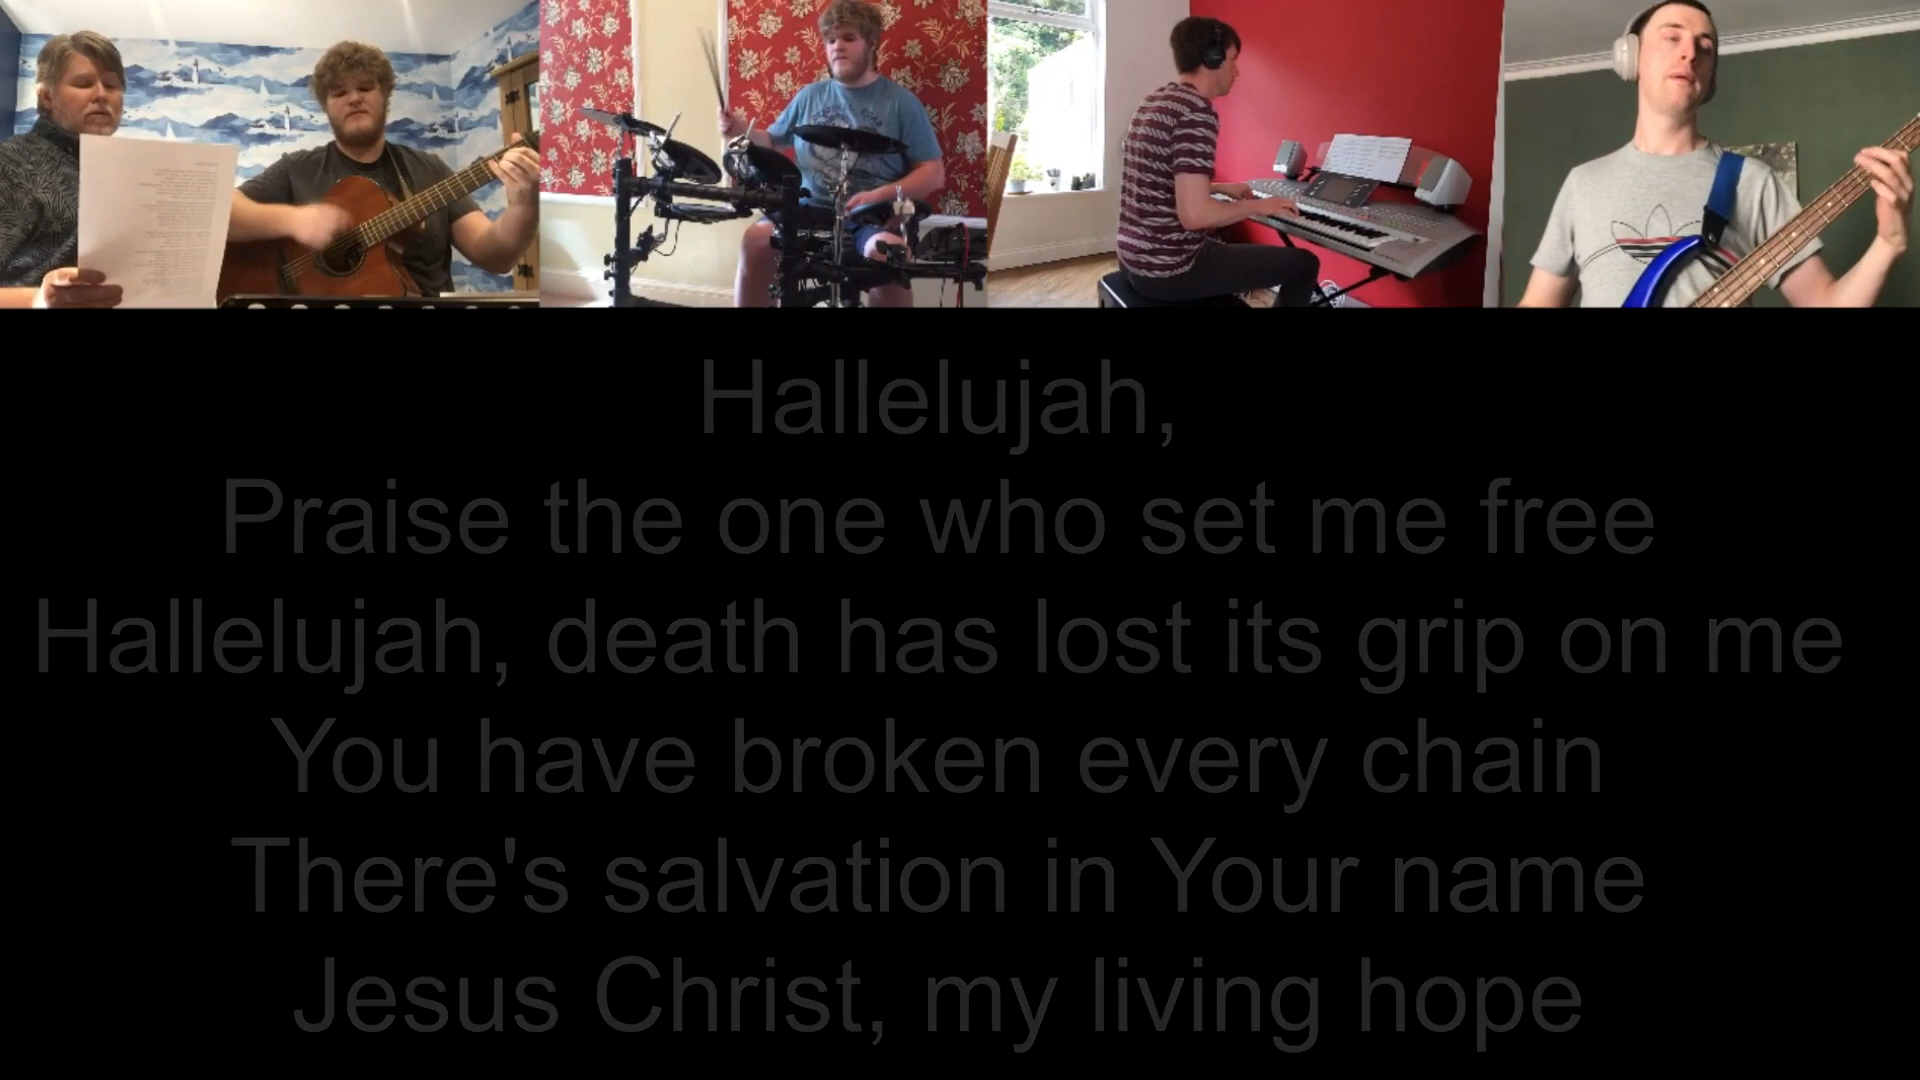 Hallelujah,
Praise the one who set me free
Hallelujah, death has lost its grip on me
You have broken every chain
There's salvation in Your name
Jesus Christ, my living hope